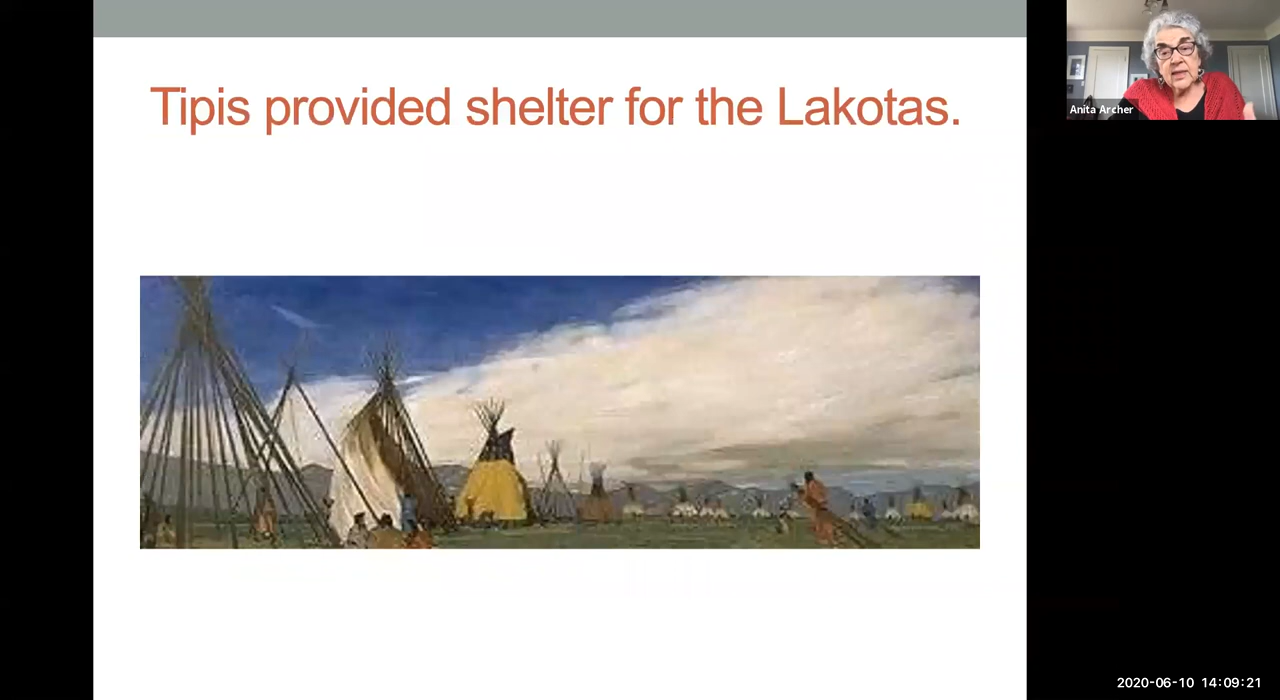 Tipis provided shelter for the Lakotas.
Anita Archer
2020-06-10 14:09:21